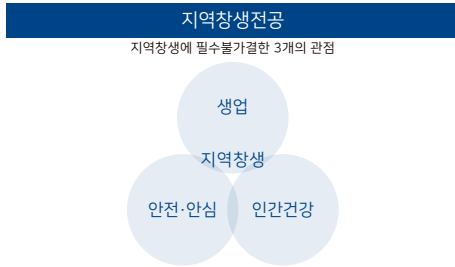 지역창생전공
지역창생에 필수불가결한 3개의 관점
생업
지역창생
안전·안심
인간건강